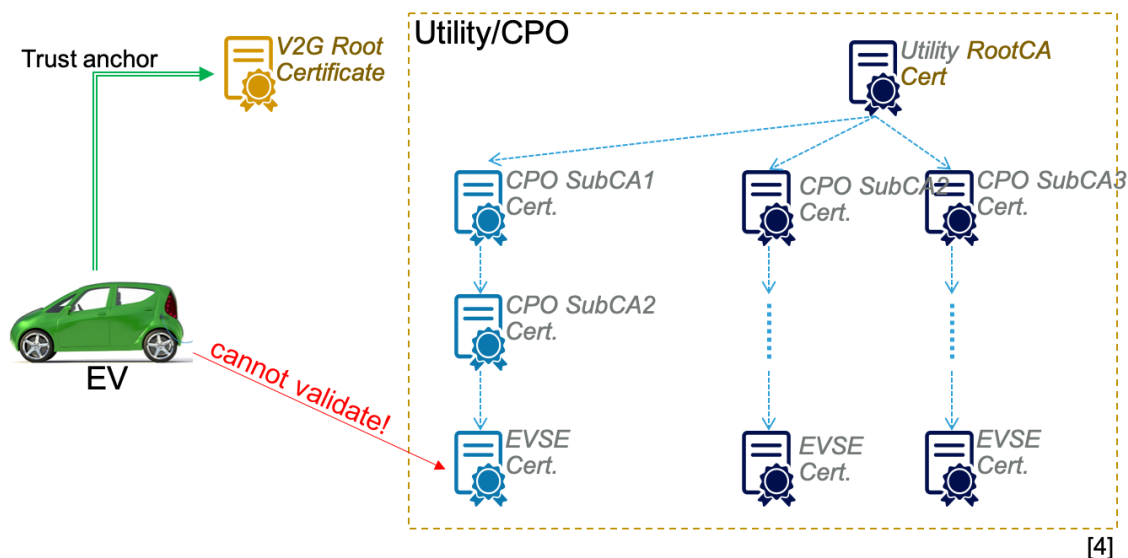 Trust anchor
V2G Root
Certificate
Utility/CPO
Utility RootCA
Cert
CPO SubCA1
Cert.
CPO SubCA2
Cert.
CPO SubCA3
Cert.
CPO SubCA2
Cert.
EV
cannot validate!
EVSE
Cert.
EVSE
Cert.
EVSE
Cert.
[4]